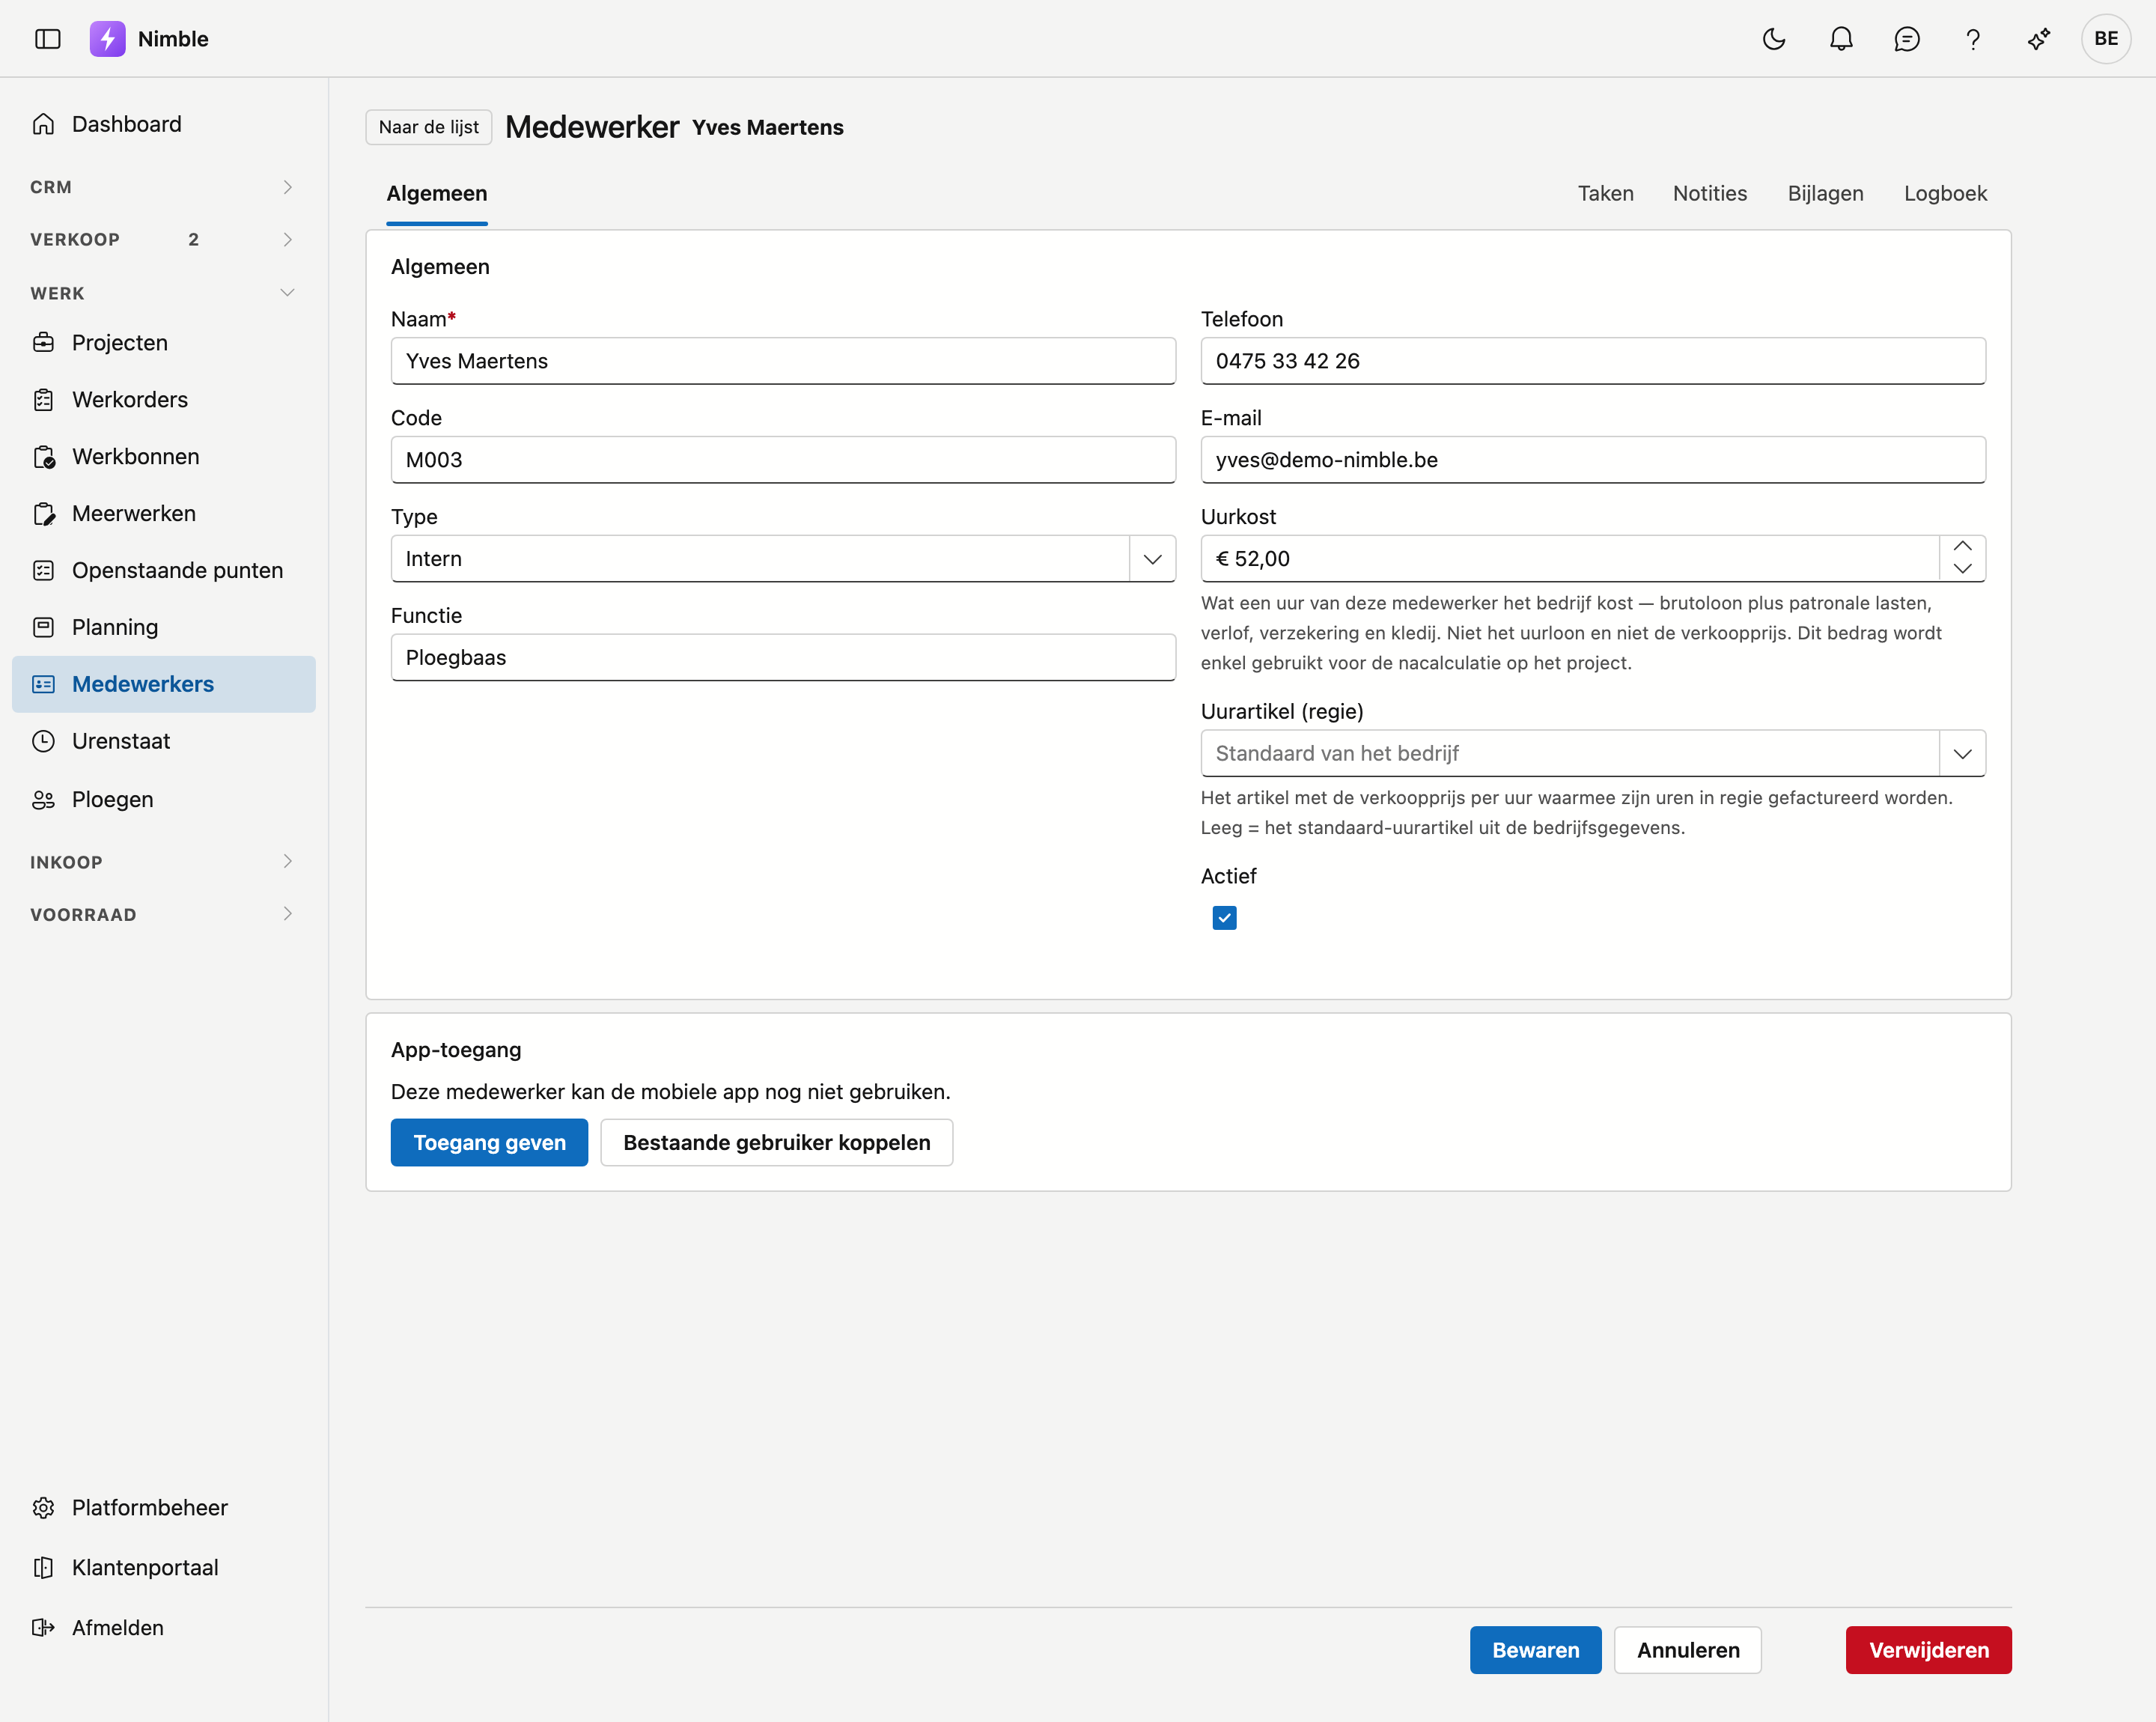 Nimble
BE
Dashboard
CRM
VERKOOP 2
WERK
Projecten
Werkorders
Werkbonnen
Meerwerken
Openstaande punten
Planning
Medewerkers
Urenstaat
Ploegen
INKOOP
VOORRAAD
Platformbeheer
Klantenportaal
Afmelden
Naar de lijst Medewerker Yves Maertens
Algemeen Taken Notities Bijlagen Logboek
Algemeen
Naam*
Yves Maertens
Code
M003
Type
Intern
Functie
Ploegbaas
Telefoon
0475 33 42 26
E-mail
yves@demo-nimble.be
Uurkost
€ 52,00
Wat een uur van deze medewerker het bedrijf kost — brutoloon plus patronale lasten,
verlof, verzekering en kledij. Niet het uurloon en niet de verkoopprijs. Dit bedrag wordt
enkel gebruikt voor de nacalculatie op het project.
Uurartikel (regie)
Standaard van het bedrijf
Het artikel met de verkoopprijs per uur waarmee zijn uren in regie gefactureerd worden.
Leeg = het standaard-uurartikel uit de bedrijfsgegevens.
Actief
App-toegang
Deze medewerker kan de mobiele app nog niet gebruiken.
Toegang geven Bestaande gebruiker koppelen
Bewaren Annuleren Verwijderen